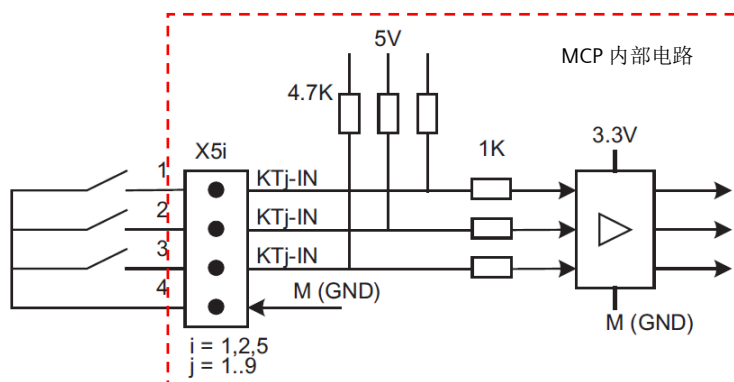 5V
MCP 内部电路
4.7K
3.3V
X5i
1K
1
KTj-IN
2
KTj-IN
3
KTj-IN
4
M (GND)
M (GND)
i = 1,2,5
j = 1..9